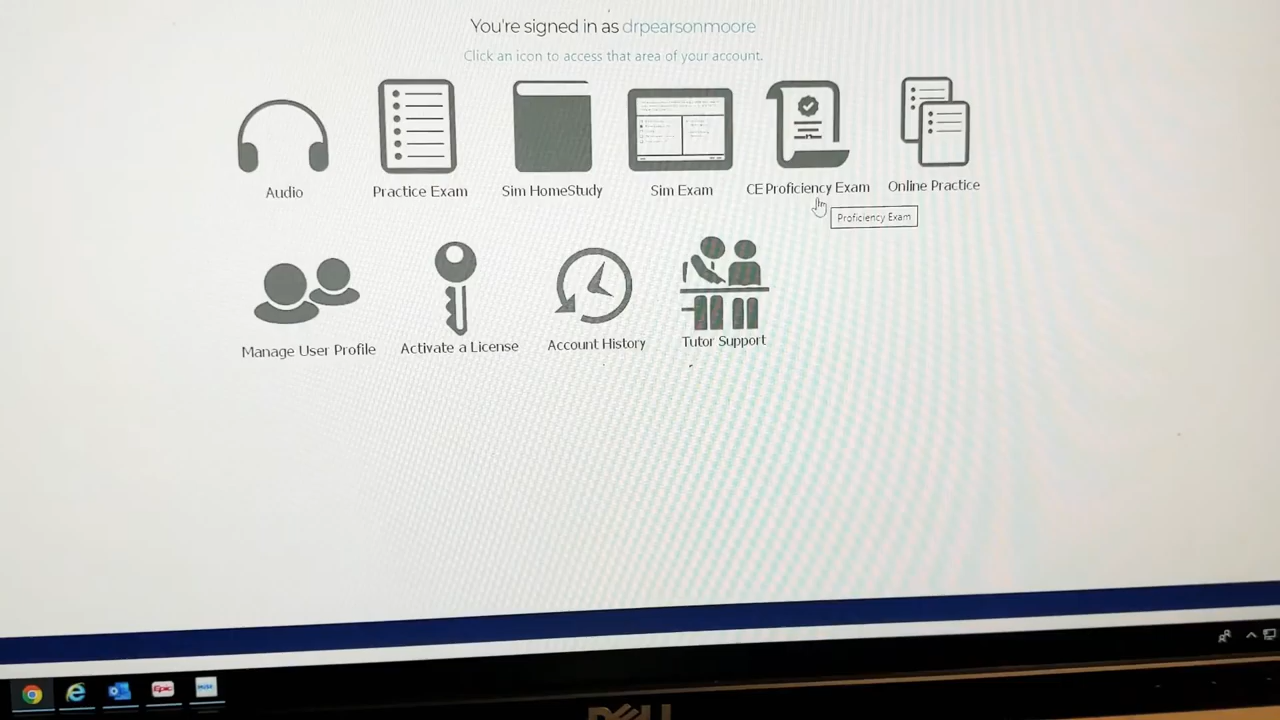 You're signed in as drpearsonmoore
Click an icon to access that area of your account.
Audio
Practice Exam
Sim HomeStudy
Sim Exam
CE Proficiency Exam
Online Practice
Proficiency Exam
Manage User Profile
Activate a License
Account History
Tutor Support
Epic
DELL